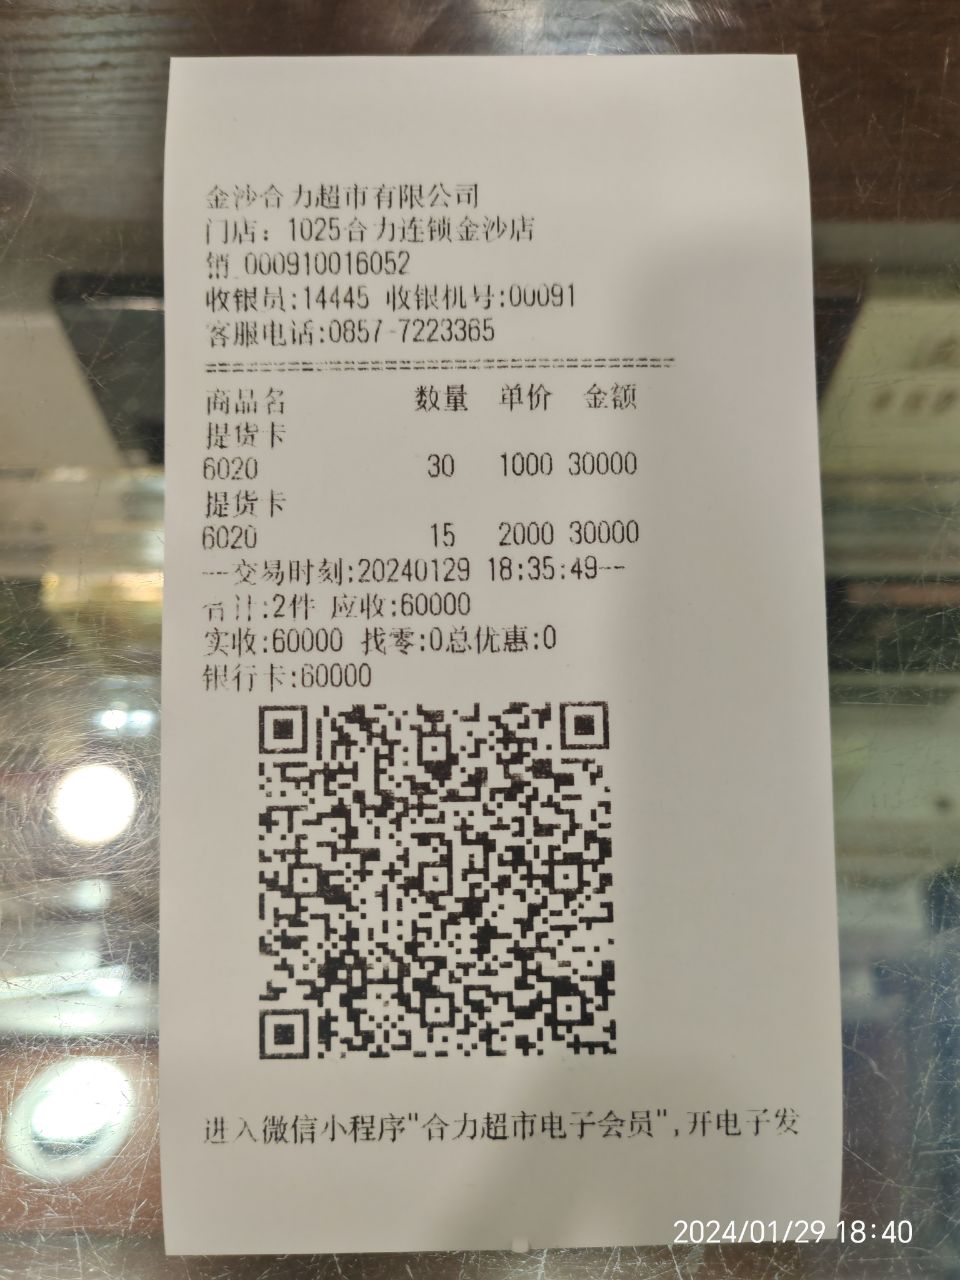 金沙合力超市有限公司
门店：1025合力连锁金沙店
销 000910016052
收银员:14445 收银机号:00091
客服电话:0857-7223365
商品名 数量 单价 金额
提货卡
6020 30 1000 30000
提货卡
6020 15 2000 30000
---交易时刻:20240129 18:35:49---
合计:2件 应收:60000
实收:60000 找零:0总优惠:0
银行卡:60000
进入微信小程序"合力超市电子会员",开电子发
2024/01/29 18:40